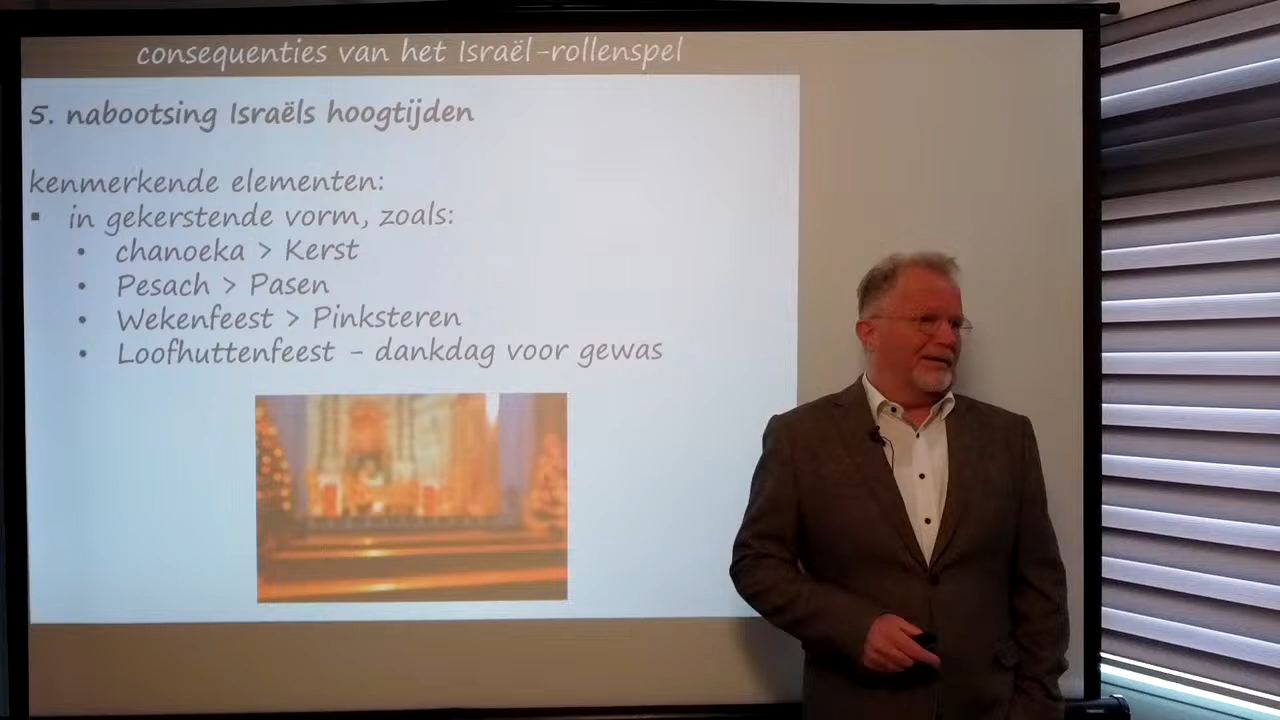 consequenties van het Israël-rollenspel
5. nabootsing Israëls hoogtijden
kenmerkende elementen:
▪ in gekerstende vorm, zoals:
• chanoeka > Kerst
• Pesach > Pasen
• Wekenfeest > Pinksteren
• Loofhuttenfeest - dankdag voor gewas